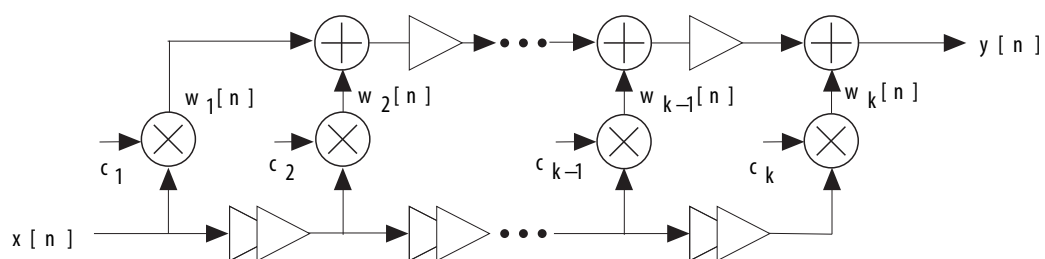 y [ n ]
w 1 [ n ]
w 2 [ n ]
w k–1 [ n ]
w k [ n ]
c 1
c 2
c k–1
c k
x [ n ]